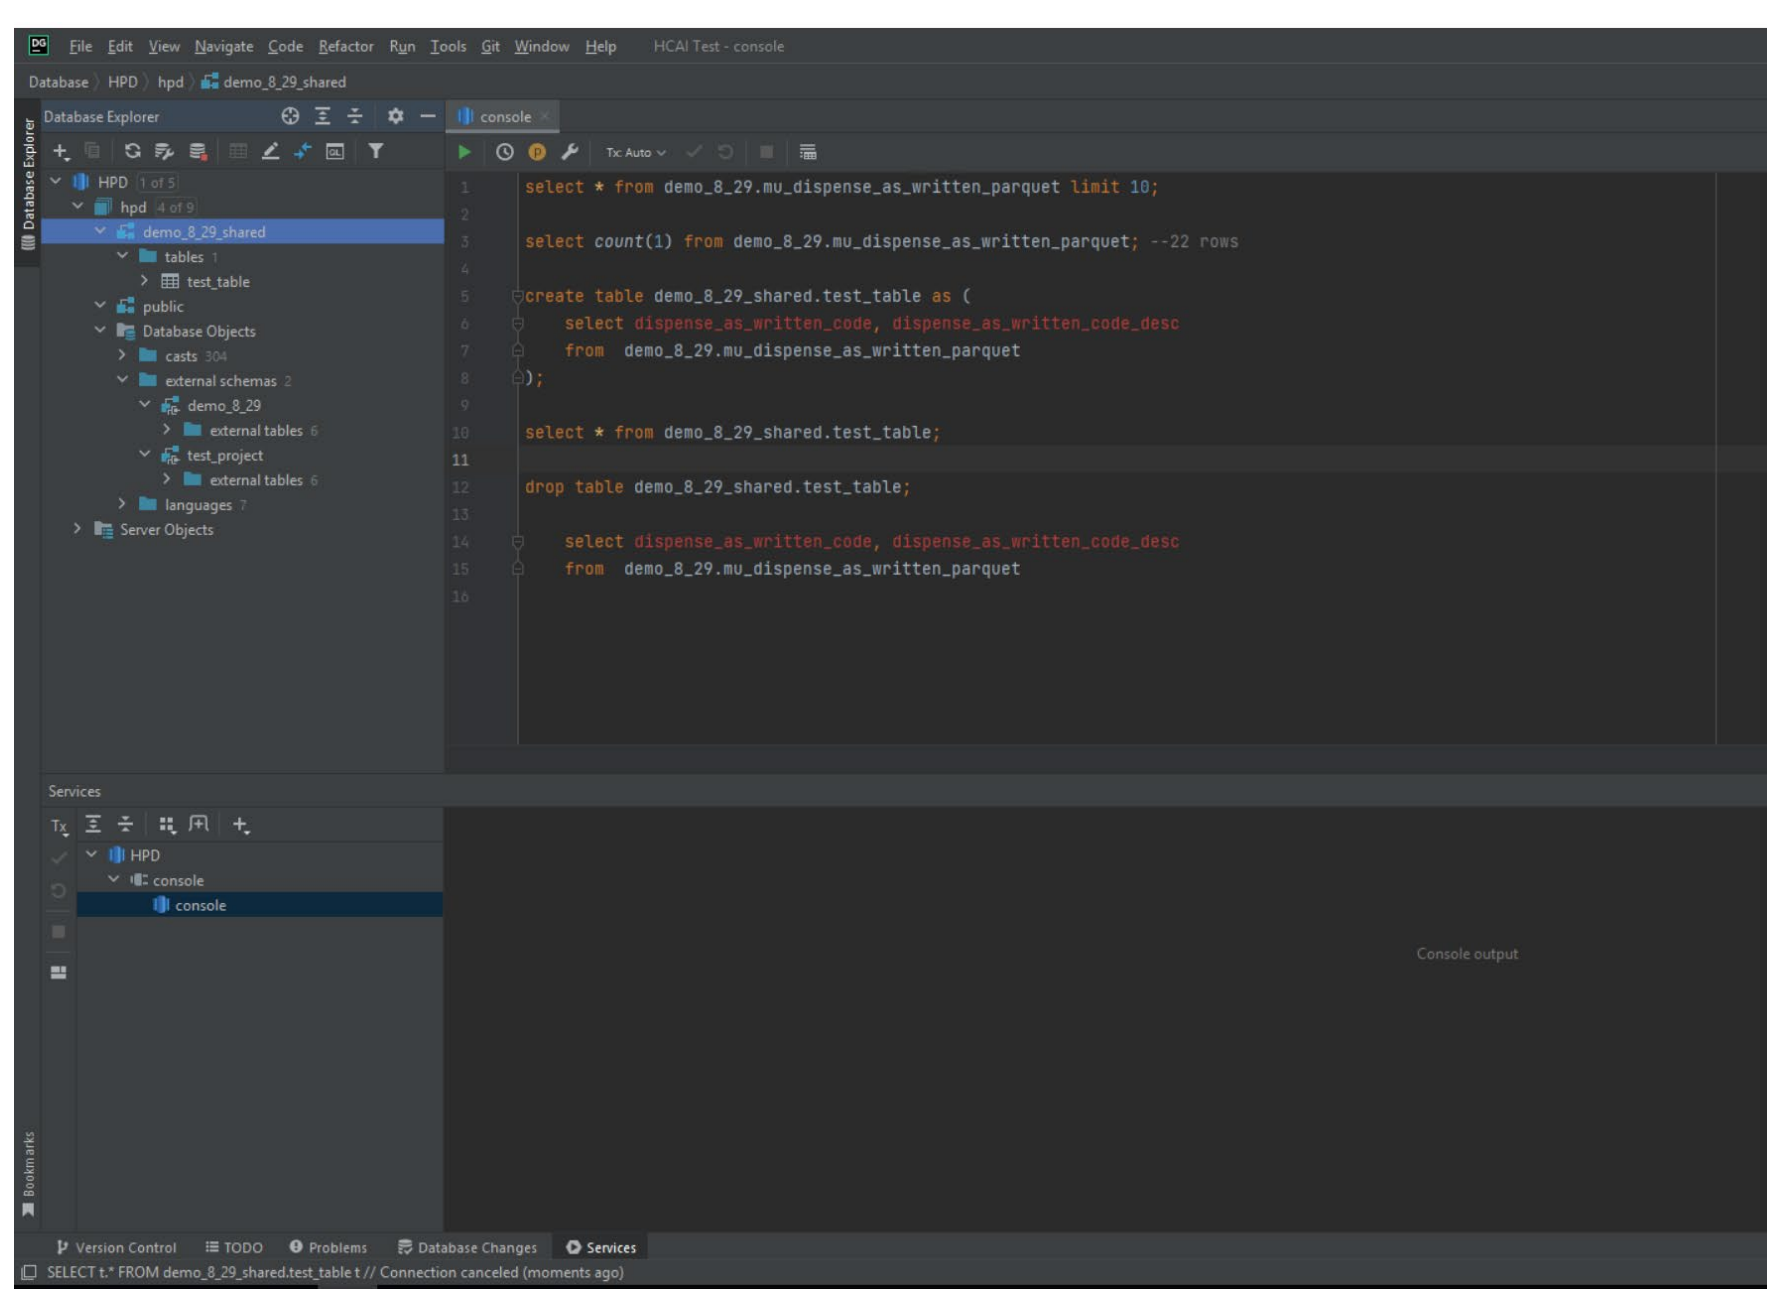 DG File Edit View Navigate Code Refactor Run Tools Git Window Help HCAI Test - console
Database HPD hpd demo_8_29_shared
Database Explorer
Database Explorer
console
Tx: Auto
HPD 1 of 5
hpd 4 of 9
demo_8_29_shared
tables 1
test_table
public
Database Objects
casts 304
external schemas 2
demo_8_29
external tables 6
test_project
external tables 6
languages 7
Server Objects
1 select * from demo_8_29.mu_dispense_as_written_parquet limit 10;
2
3 select count(1) from demo_8_29.mu_dispense_as_written_parquet; --22 rows
4
5 create table demo_8_29_shared.test_table as (
6 select dispense_as_written_code, dispense_as_written_code_desc
7 from demo_8_29.mu_dispense_as_written_parquet
8 );
9
10 select * from demo_8_29_shared.test_table;
11
12 drop table demo_8_29_shared.test_table;
13
14 select dispense_as_written_code, dispense_as_written_code_desc
15 from demo_8_29.mu_dispense_as_written_parquet
16
Services
Tx
HPD
console
console
Console output
Bookmarks
Version Control TODO Problems Database Changes Services
SELECT t.* FROM demo_8_29_shared.test_table t // Connection canceled (moments ago)